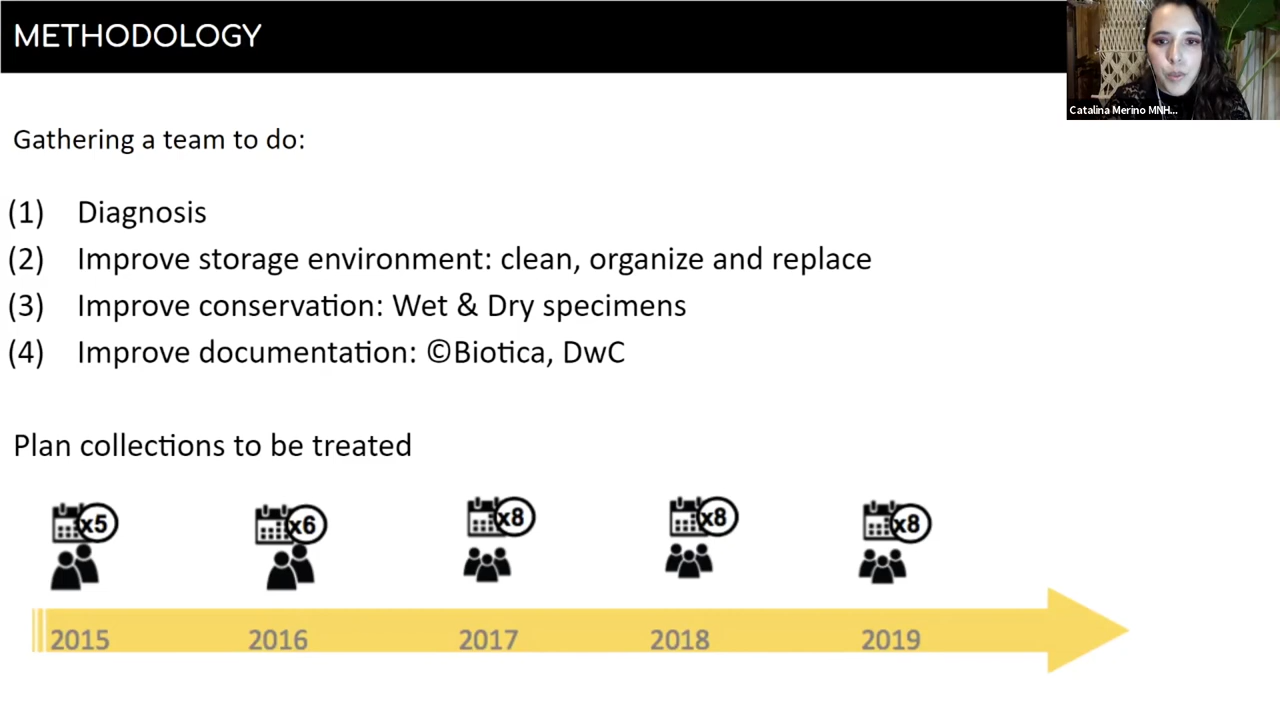 METHODOLOGY
Catalina Merino MNH...
Gathering a team to do:
(1) Diagnosis
(2) Improve storage environment: clean, organize and replace
(3) Improve conservation: Wet & Dry specimens
(4) Improve documentation: ©Biotica, DwC
Plan collections to be treated
x5 x6 x8 x8 x8
2015 2016 2017 2018 2019